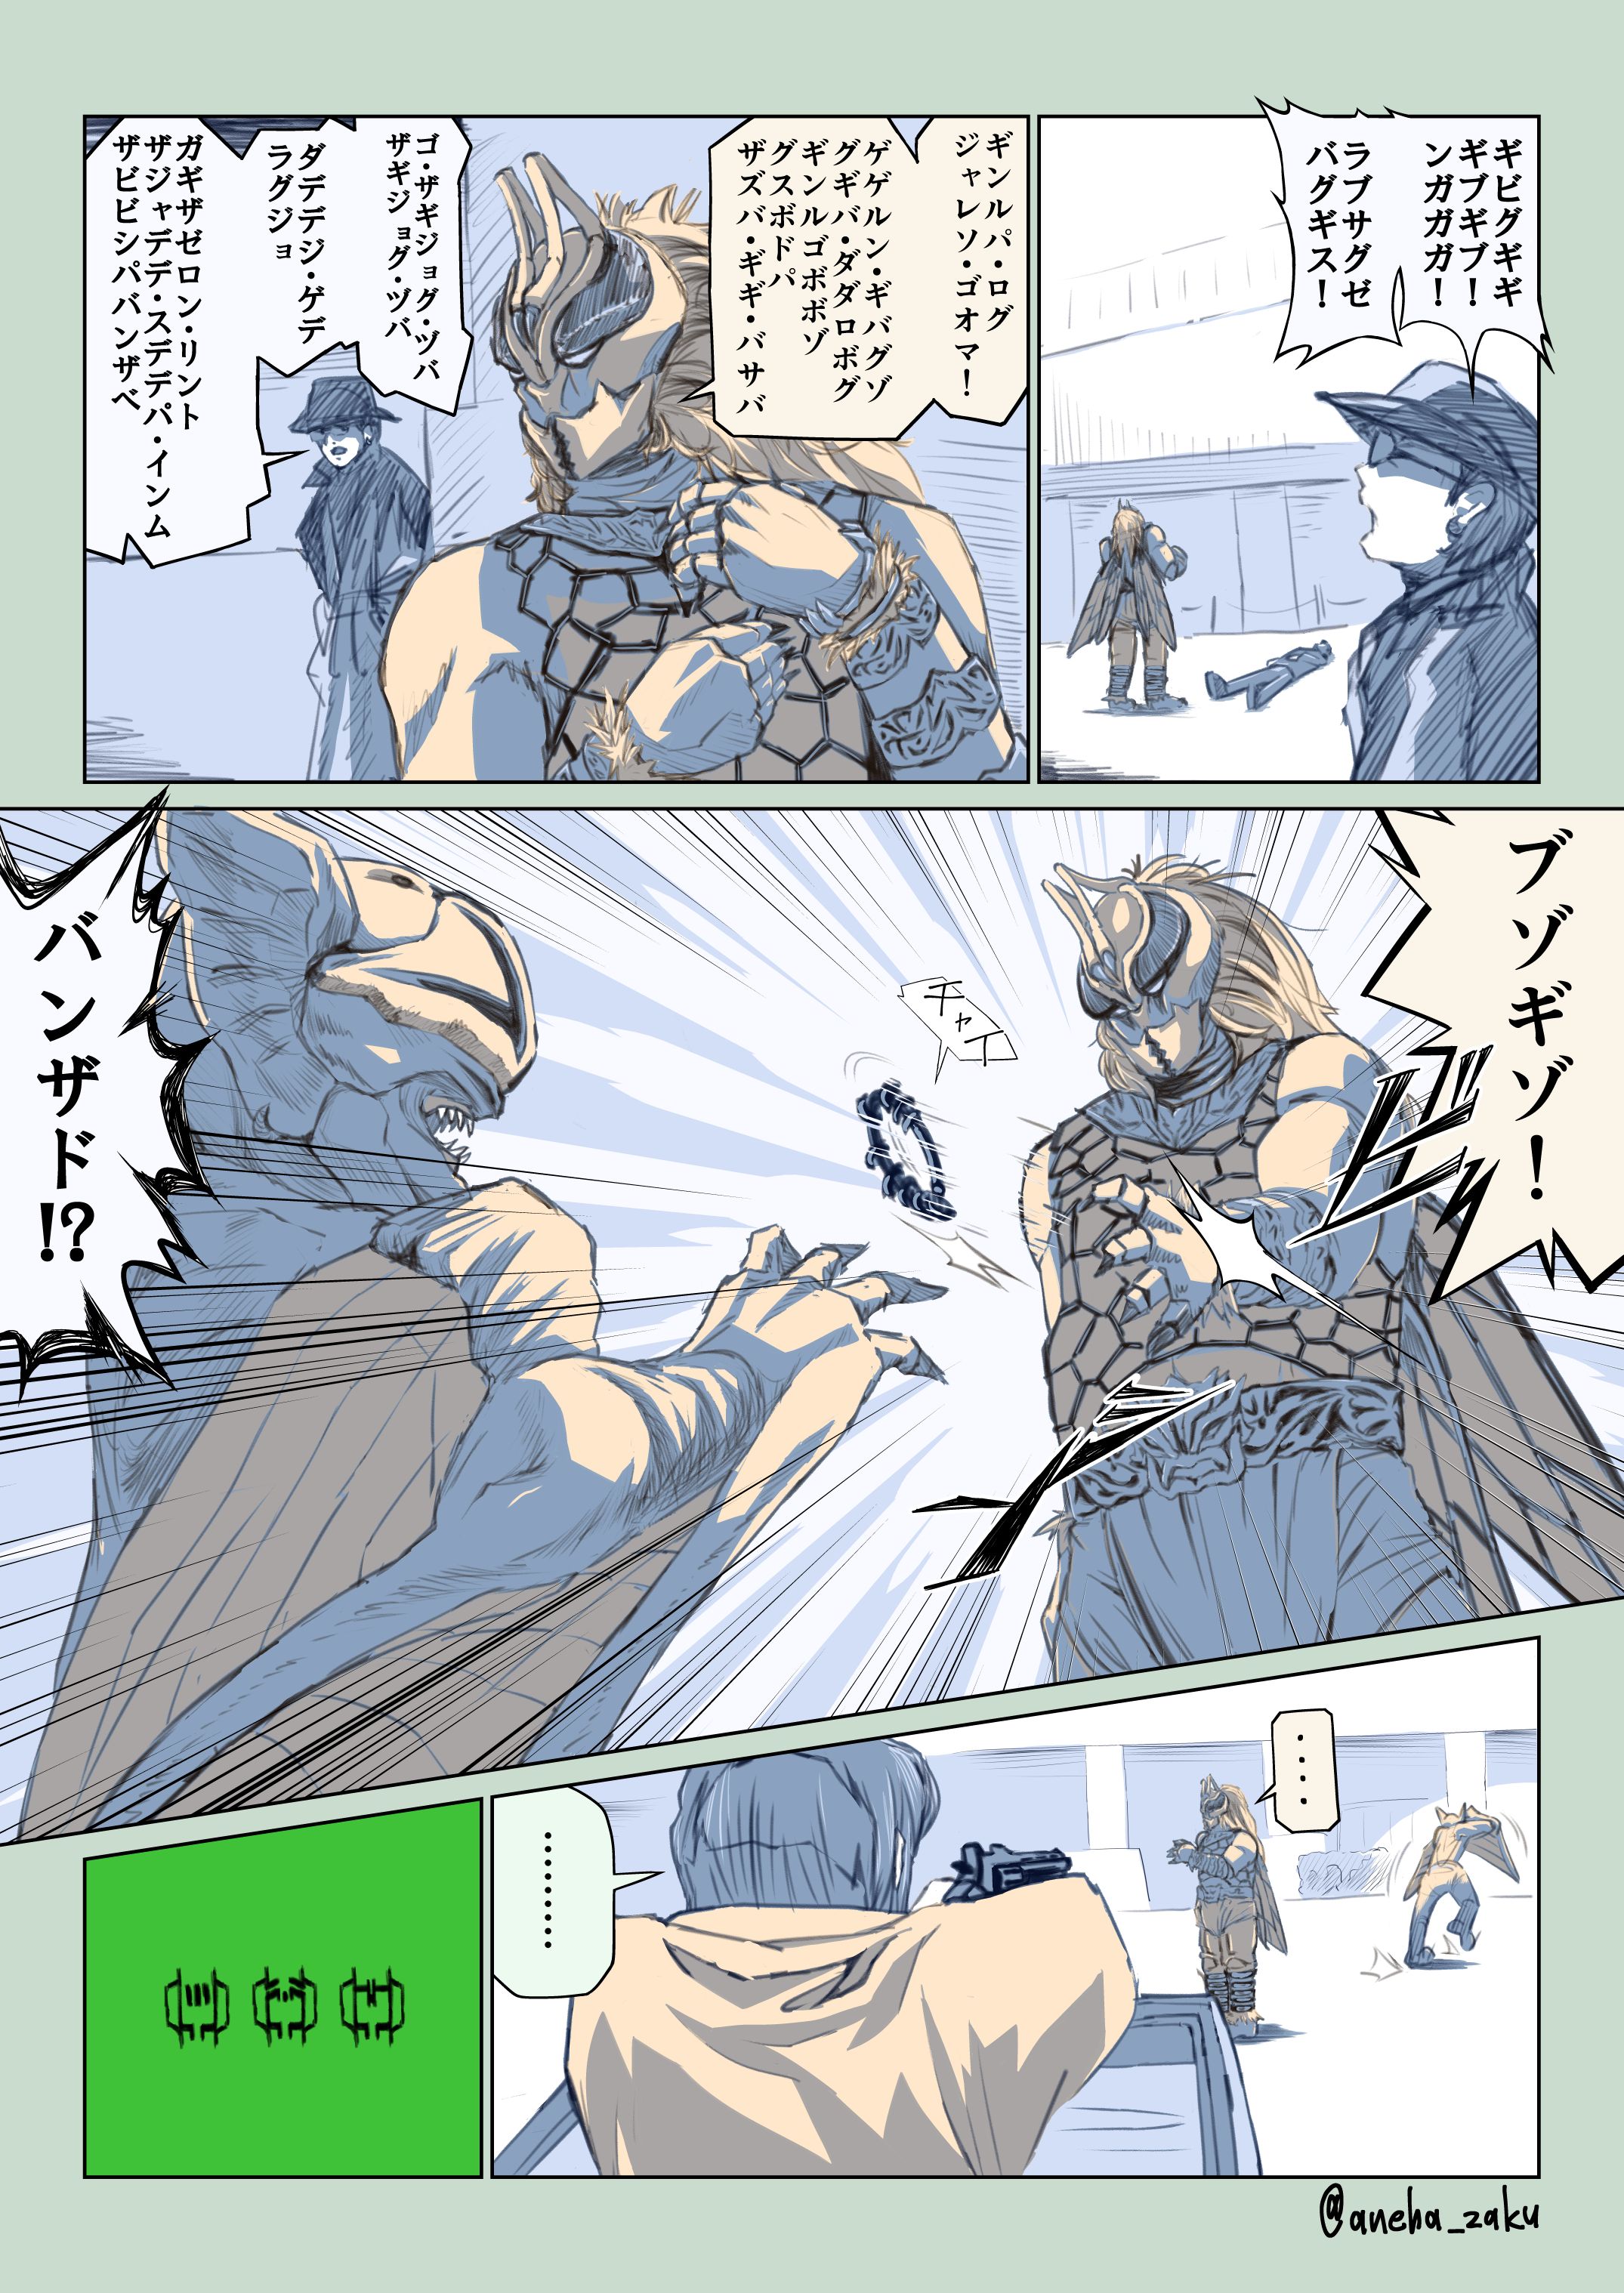 ギビグギギ
ギブギブ！
ンガガガ！
ラブサグゼ
バグギス！
ギンルパ・ログ
ジャレソ・ゴオマ！
ゲゲルン・ギバグゾ
グギバ・ダダロボグ
ギンルゴボボゾ
グスボドパ
ザズバ・ギギ・バサバ
ゴ・ザギジョグ・ヅバ
ザギジョグ・ヅバ
ダデデジ・ゲデ
ラグジョ
ガギザゼロン・リント
ザジャデデ・スデデパ・インム
ザビビシパバンザベ
ブゾギゾ！
チャイ
バンザド！？
‥‥
………
@aneha_zaku